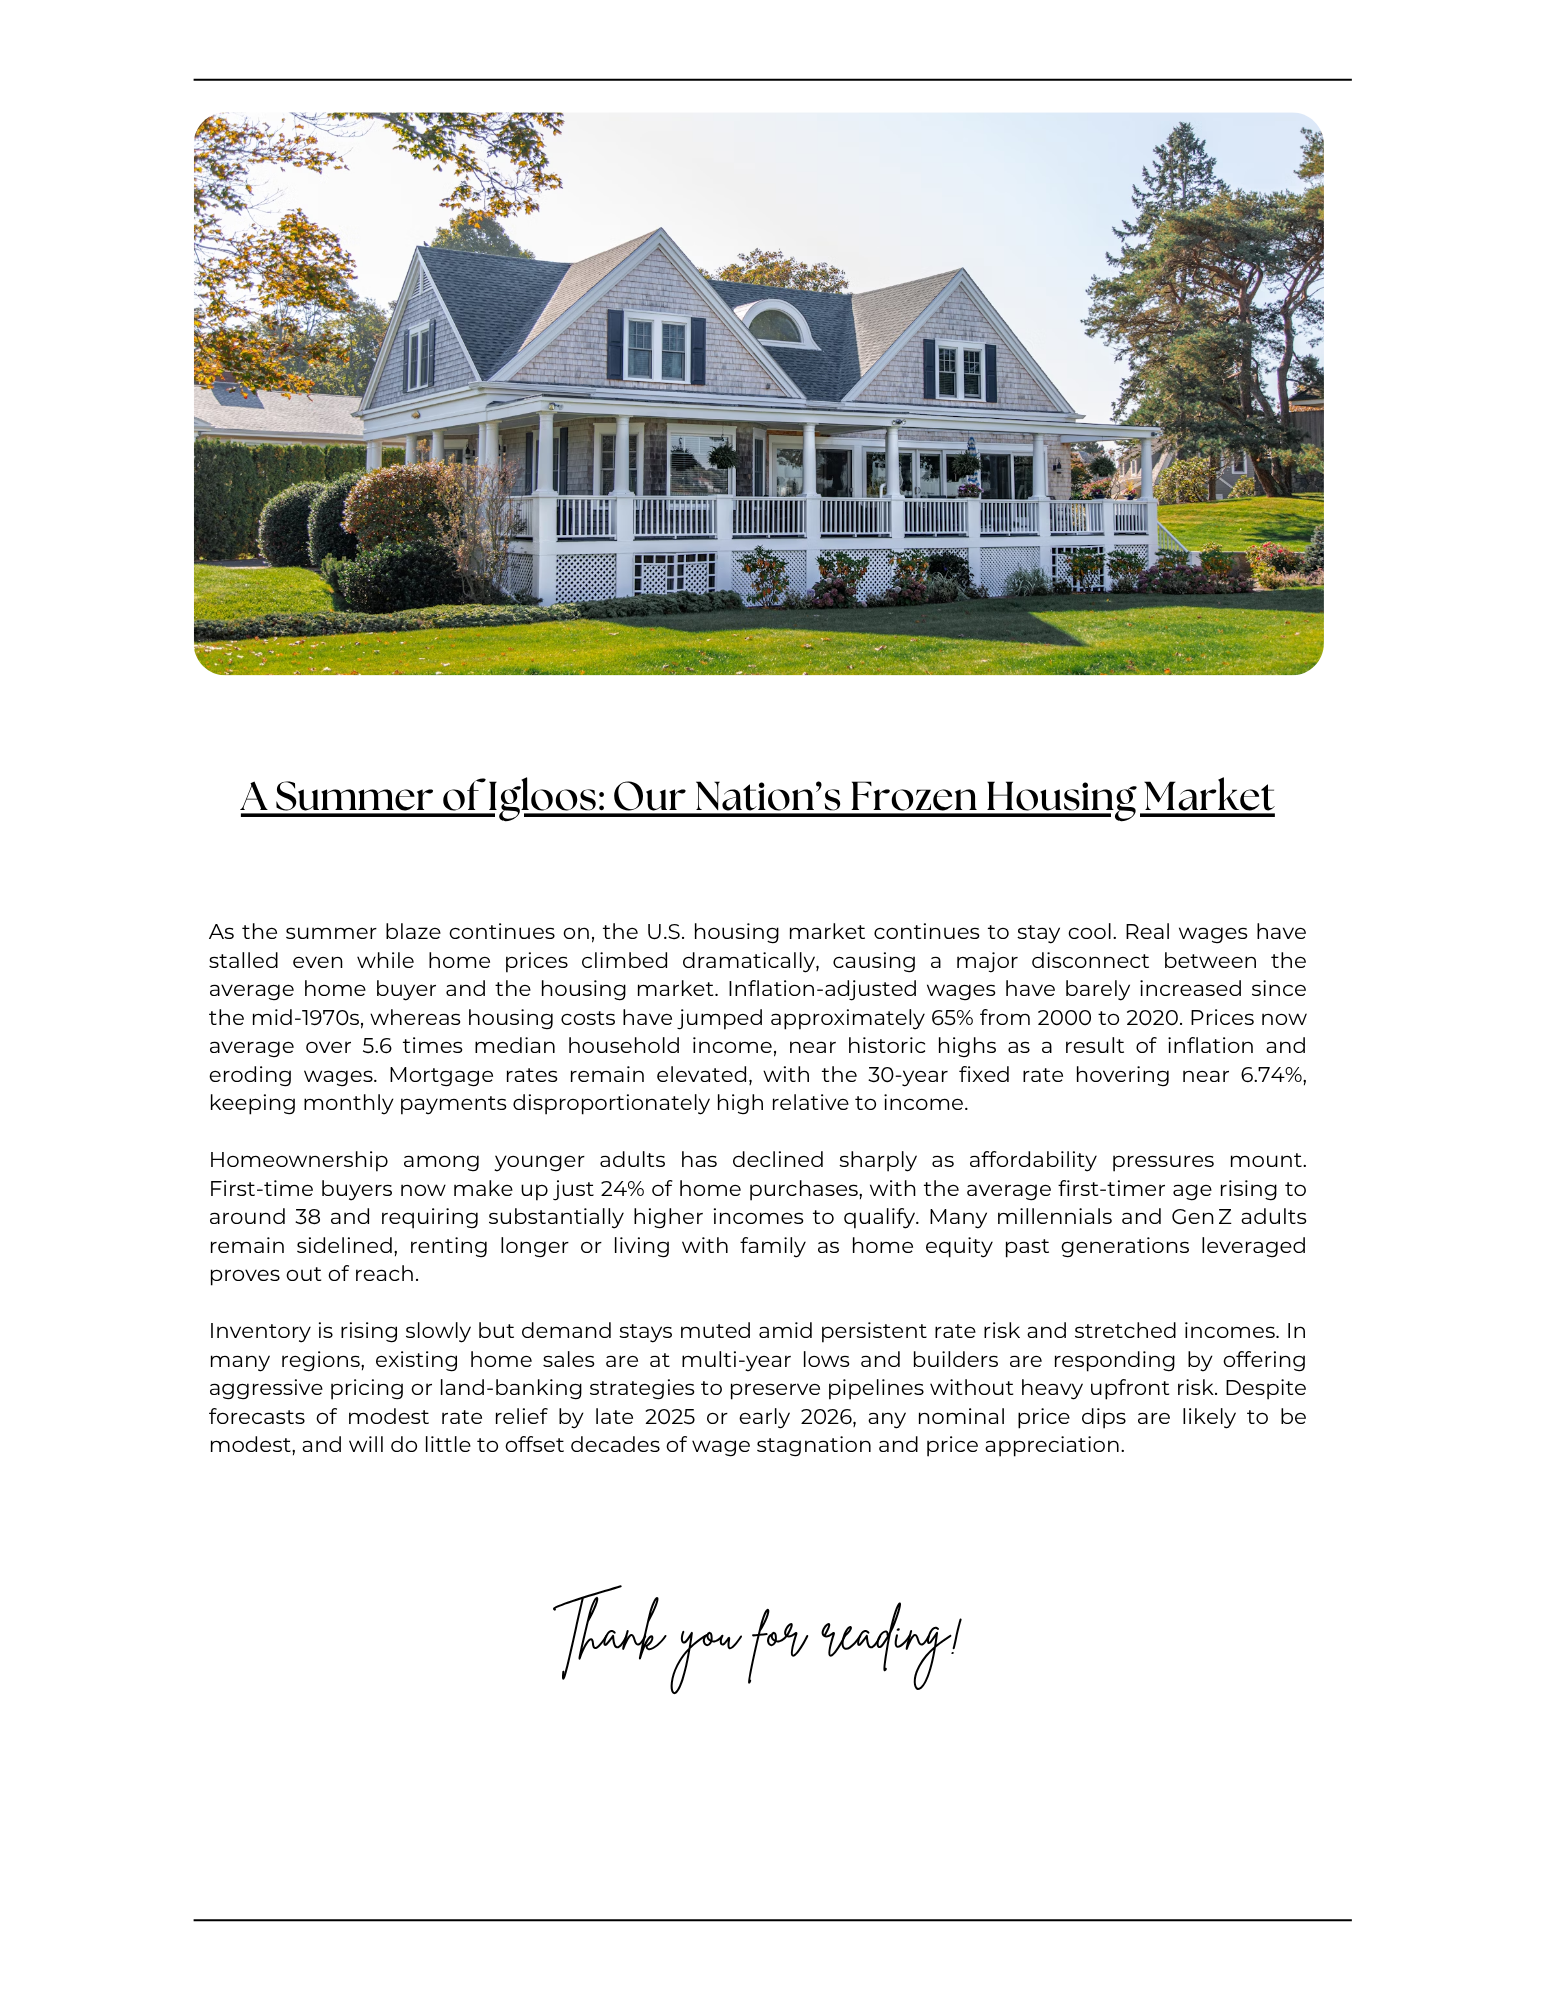 A Summer of Igloos: Our Nation’s Frozen Housing Market
As the summer blaze continues on, the U.S. housing market continues to stay cool. Real wages have
stalled even while home prices climbed dramatically, causing a major disconnect between the
average home buyer and the housing market. Inflation-adjusted wages have barely increased since
the mid-1970s, whereas housing costs have jumped approximately 65% from 2000 to 2020. Prices now
average over 5.6 times median household income, near historic highs as a result of inflation and
eroding wages. Mortgage rates remain elevated, with the 30-year fixed rate hovering near 6.74%,
keeping monthly payments disproportionately high relative to income.
Homeownership among younger adults has declined sharply as affordability pressures mount.
First-time buyers now make up just 24% of home purchases, with the average first-timer age rising to
around 38 and requiring substantially higher incomes to qualify. Many millennials and Gen Z adults
remain sidelined, renting longer or living with family as home equity past generations leveraged
proves out of reach.
Inventory is rising slowly but demand stays muted amid persistent rate risk and stretched incomes. In
many regions, existing home sales are at multi-year lows and builders are responding by offering
aggressive pricing or land-banking strategies to preserve pipelines without heavy upfront risk. Despite
forecasts of modest rate relief by late 2025 or early 2026, any nominal price dips are likely to be
modest, and will do little to offset decades of wage stagnation and price appreciation.
Thank you for reading!